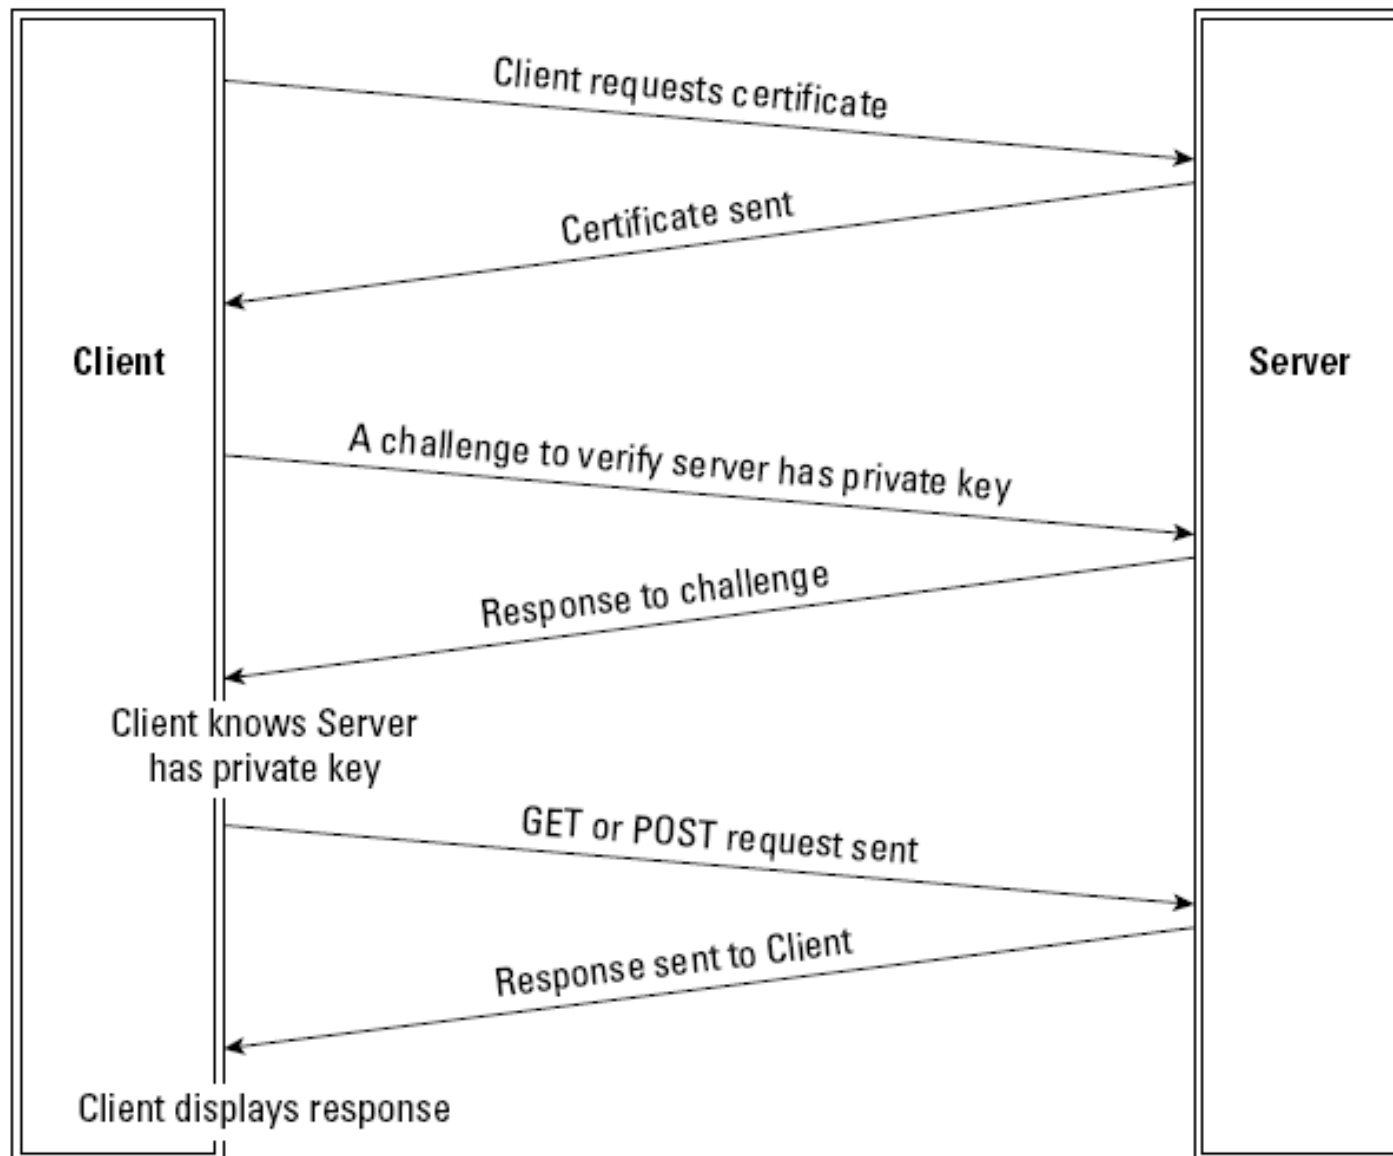 Client requests certificate
Certificate sent
Client
Server
A challenge to verify server has private key
Response to challenge
Client knows Server
has private key
GET or POST request sent
Response sent to Client
Client displays response